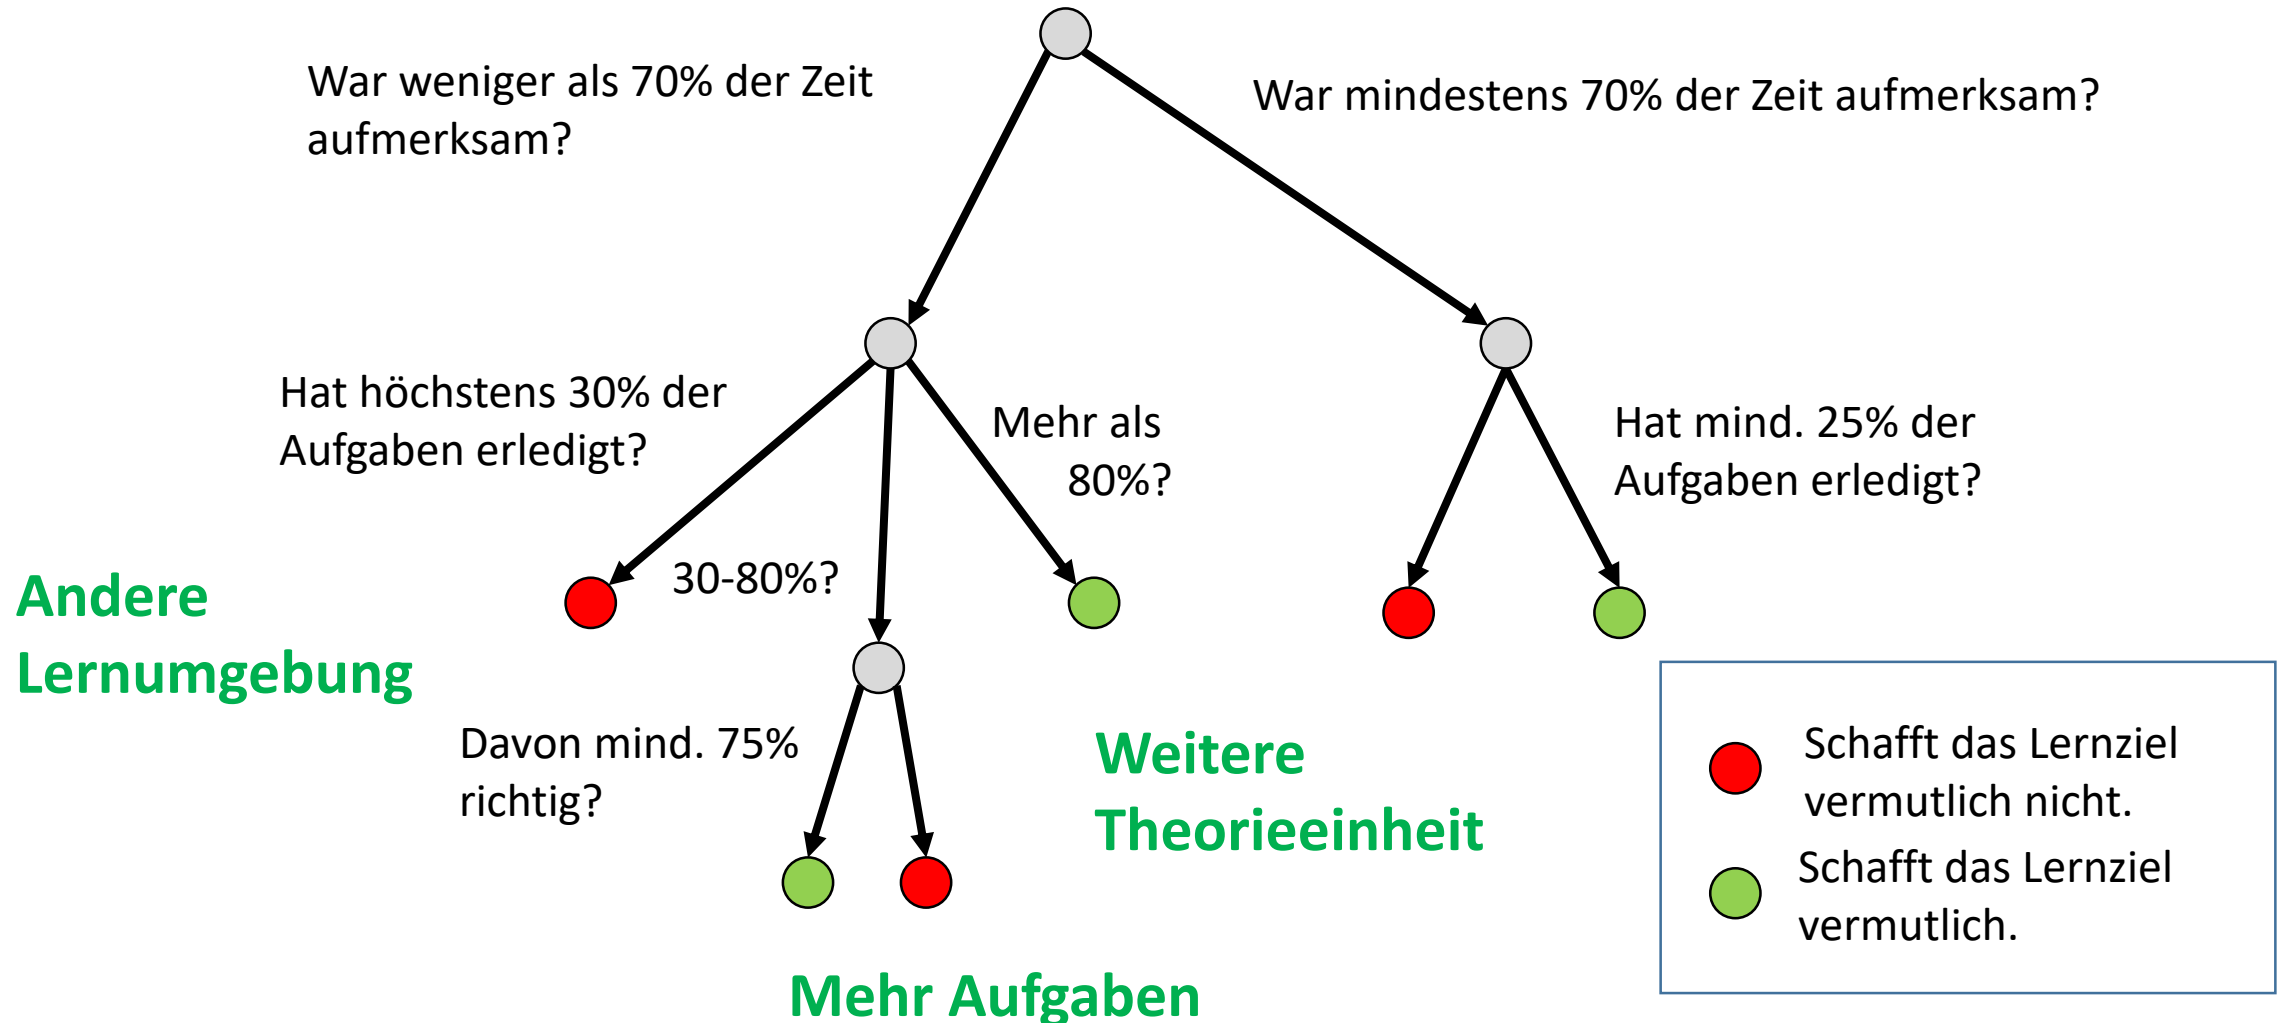 War weniger als 70% der Zeit
aufmerksam?
War mindestens 70% der Zeit aufmerksam?
Hat höchstens 30% der
Aufgaben erledigt?
Mehr als
80%?
Hat mind. 25% der
Aufgaben erledigt?
30-80%?
Andere
Lernumgebung
Davon mind. 75%
richtig?
Weitere
Theorieeinheit
Mehr Aufgaben
Schafft das Lernziel
vermutlich nicht.
Schafft das Lernziel
vermutlich.